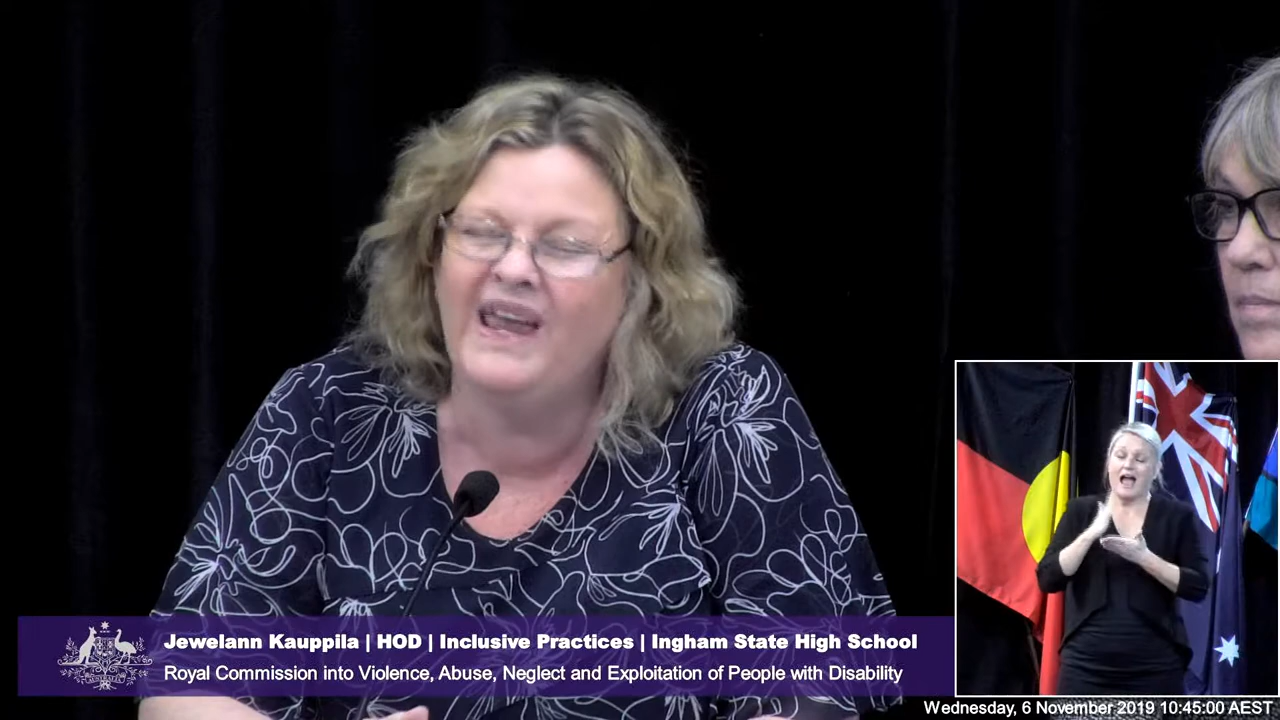 Jewelann Kauppila | HOD | Inclusive Practices | Ingham State High School
Royal Commission into Violence, Abuse, Neglect and Exploitation of People with Disability
Wednesday, 6 November 2019 10:45:00 AEST